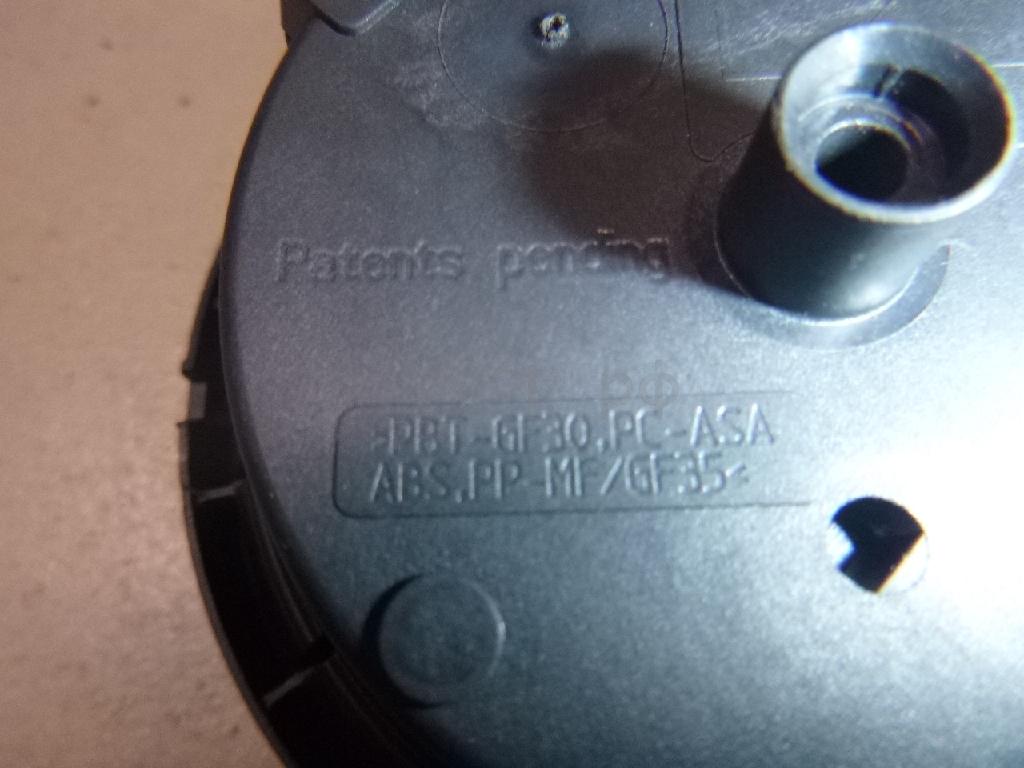 Patents pending
>PBT-GF30,PC-ASA
ABS,PP-MF/GF35<